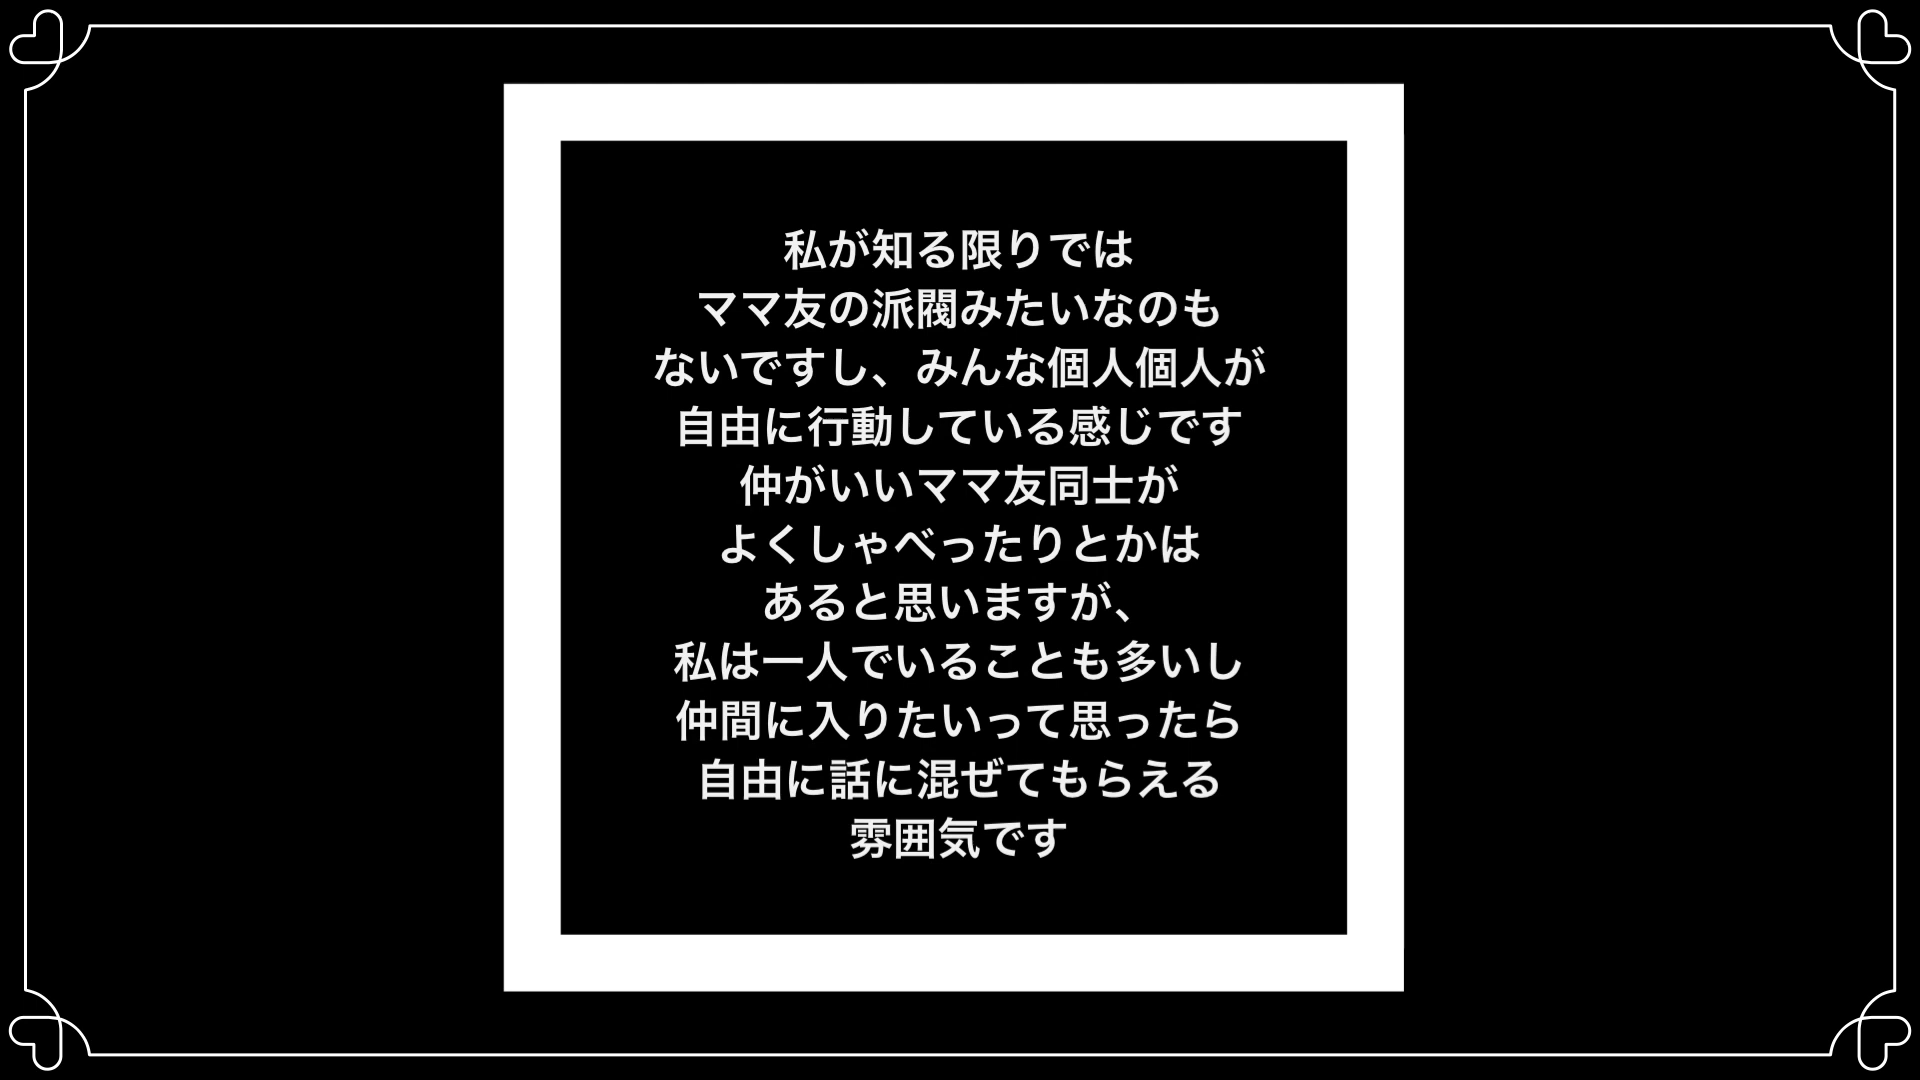 私が知る限りでは
ママ友の派閥みたいなのも
ないですし、みんな個人個人が
自由に行動している感じです
仲がいいママ友同士が
よくしゃべったりとかは
あると思いますが、
私は一人でいることも多いし
仲間に入りたいって思ったら
自由に話に混ぜてもらえる
雰囲気です